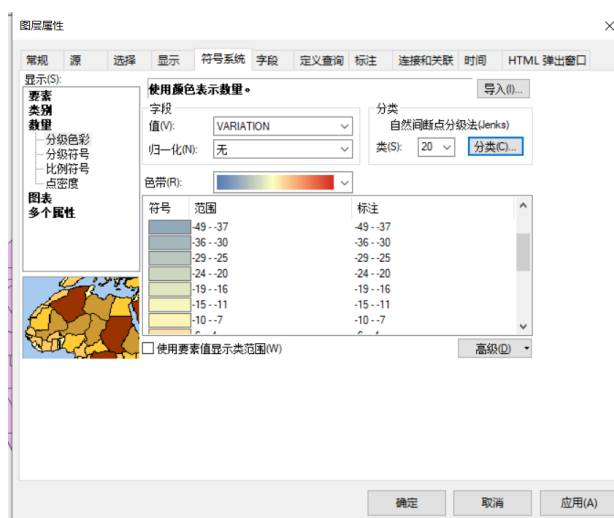 图层属性
常规 源 选择 显示 符号系统 字段 定义查询 标注 连接和关联 时间 HTML 弹出窗口
显示(S):
要素
类别
数量
分级色彩
分级符号
比例符号
点密度
图表
多个属性
使用颜色表示数量。
导入(I)...
字段
值(V): VARIATION
归一化(N): 无
分类
自然间断点分级法(Jenks)
类(S): 20 分类(C)...
色带(R):
符号 范围 标注
-49 - -37 -49 - -37
-36 - -30 -36 - -30
-29 - -25 -29 - -25
-24 - -20 -24 - -20
-19 - -16 -19 - -16
-15 - -11 -15 - -11
-10 - -7 -10 - -7
使用要素值显示类范围(W)
高级(D)
确定 取消 应用(A)